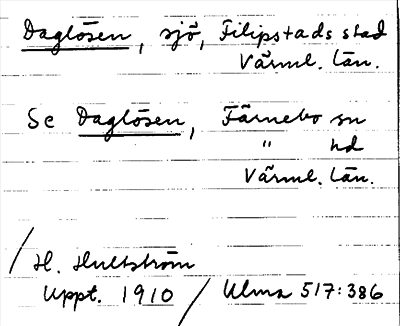 Daglösen, sjö, Filipstads stad
Värml. län.
Se Daglösen, Färnebo sn
" hd
Värml. län.
/H. Hultström
Uppt. 1910 / Ulma 517:386